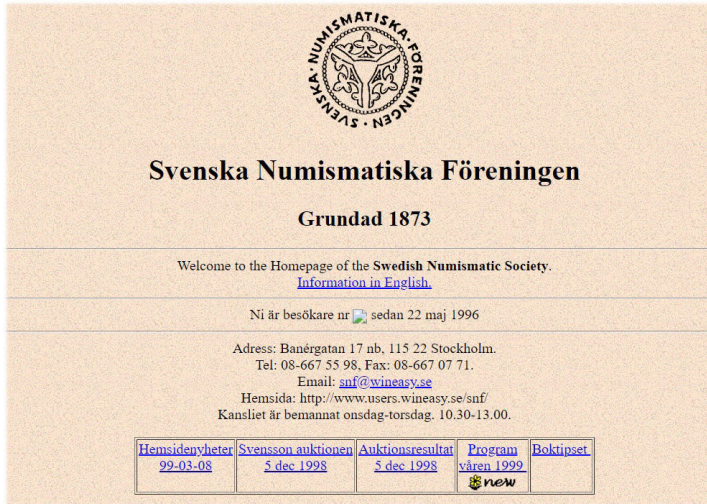 SVENSKA · NUMISMATISKA · FÖRENINGEN ·
Svenska Numismatiska Föreningen
Grundad 1873
Welcome to the Homepage of the Swedish Numismatic Society.
Information in English.
Ni är besökare nr sedan 22 maj 1996
Adress: Banérgatan 17 nb, 115 22 Stockholm.
Tel: 08-667 55 98, Fax: 08-667 07 71.
Email: snf@wineasy.se
Hemsida: http://www.users.wineasy.se/snf/
Kansliet är bemannat onsdag-torsdag. 10.30-13.00.
Hemsidenyheter Svensson auktionen Auktionsresultat Program Boktipset
99-03-08 5 dec 1998 5 dec 1998 våren 1999
new